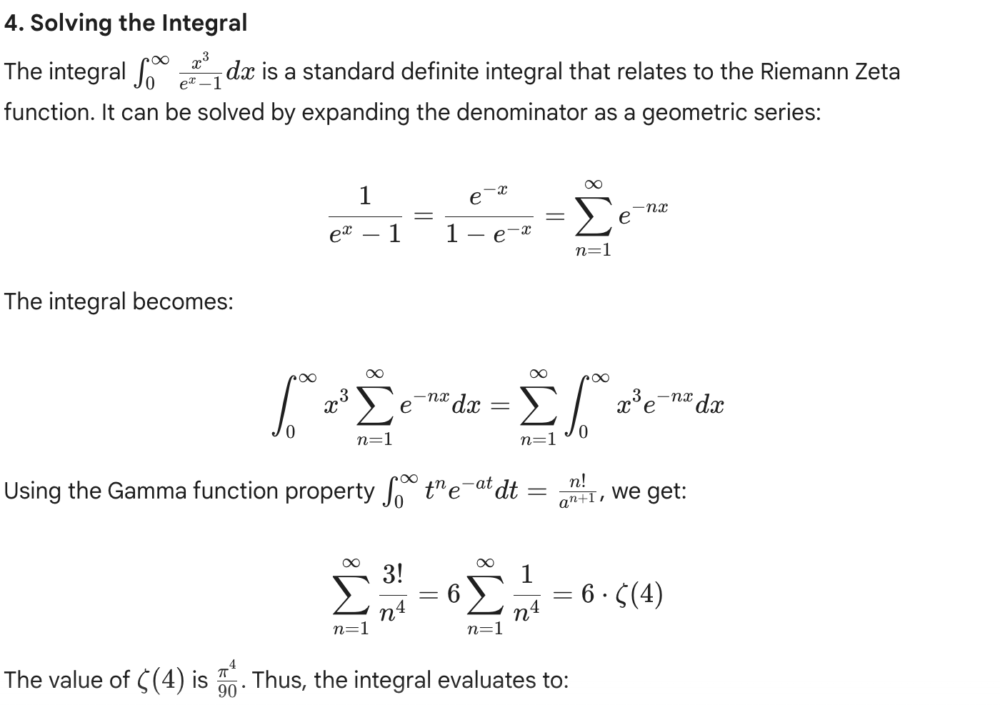 4. Solving the Integral
The integral $\int_0^\infty \frac{x^3}{e^x-1} dx$ is a standard definite integral that relates to the Riemann Zeta
function. It can be solved by expanding the denominator as a geometric series:
$\frac{1}{e^x-1} = \frac{e^{-x}}{1-e^{-x}} = \sum_{n=1}^{\infty} e^{-nx}$
The integral becomes:
$\int_0^\infty x^3 \sum_{n=1}^{\infty} e^{-nx} dx = \sum_{n=1}^{\infty} \int_0^\infty x^3 e^{-nx} dx$
Using the Gamma function property $\int_0^\infty t^n e^{-at} dt = \frac{n!}{a^{n+1}}$, we get:
$\sum_{n=1}^{\infty} \frac{3!}{n^4} = 6 \sum_{n=1}^{\infty} \frac{1}{n^4} = 6 \cdot \zeta(4)$
The value of $\zeta(4)$ is $\frac{\pi^4}{90}$. Thus, the integral evaluates to: